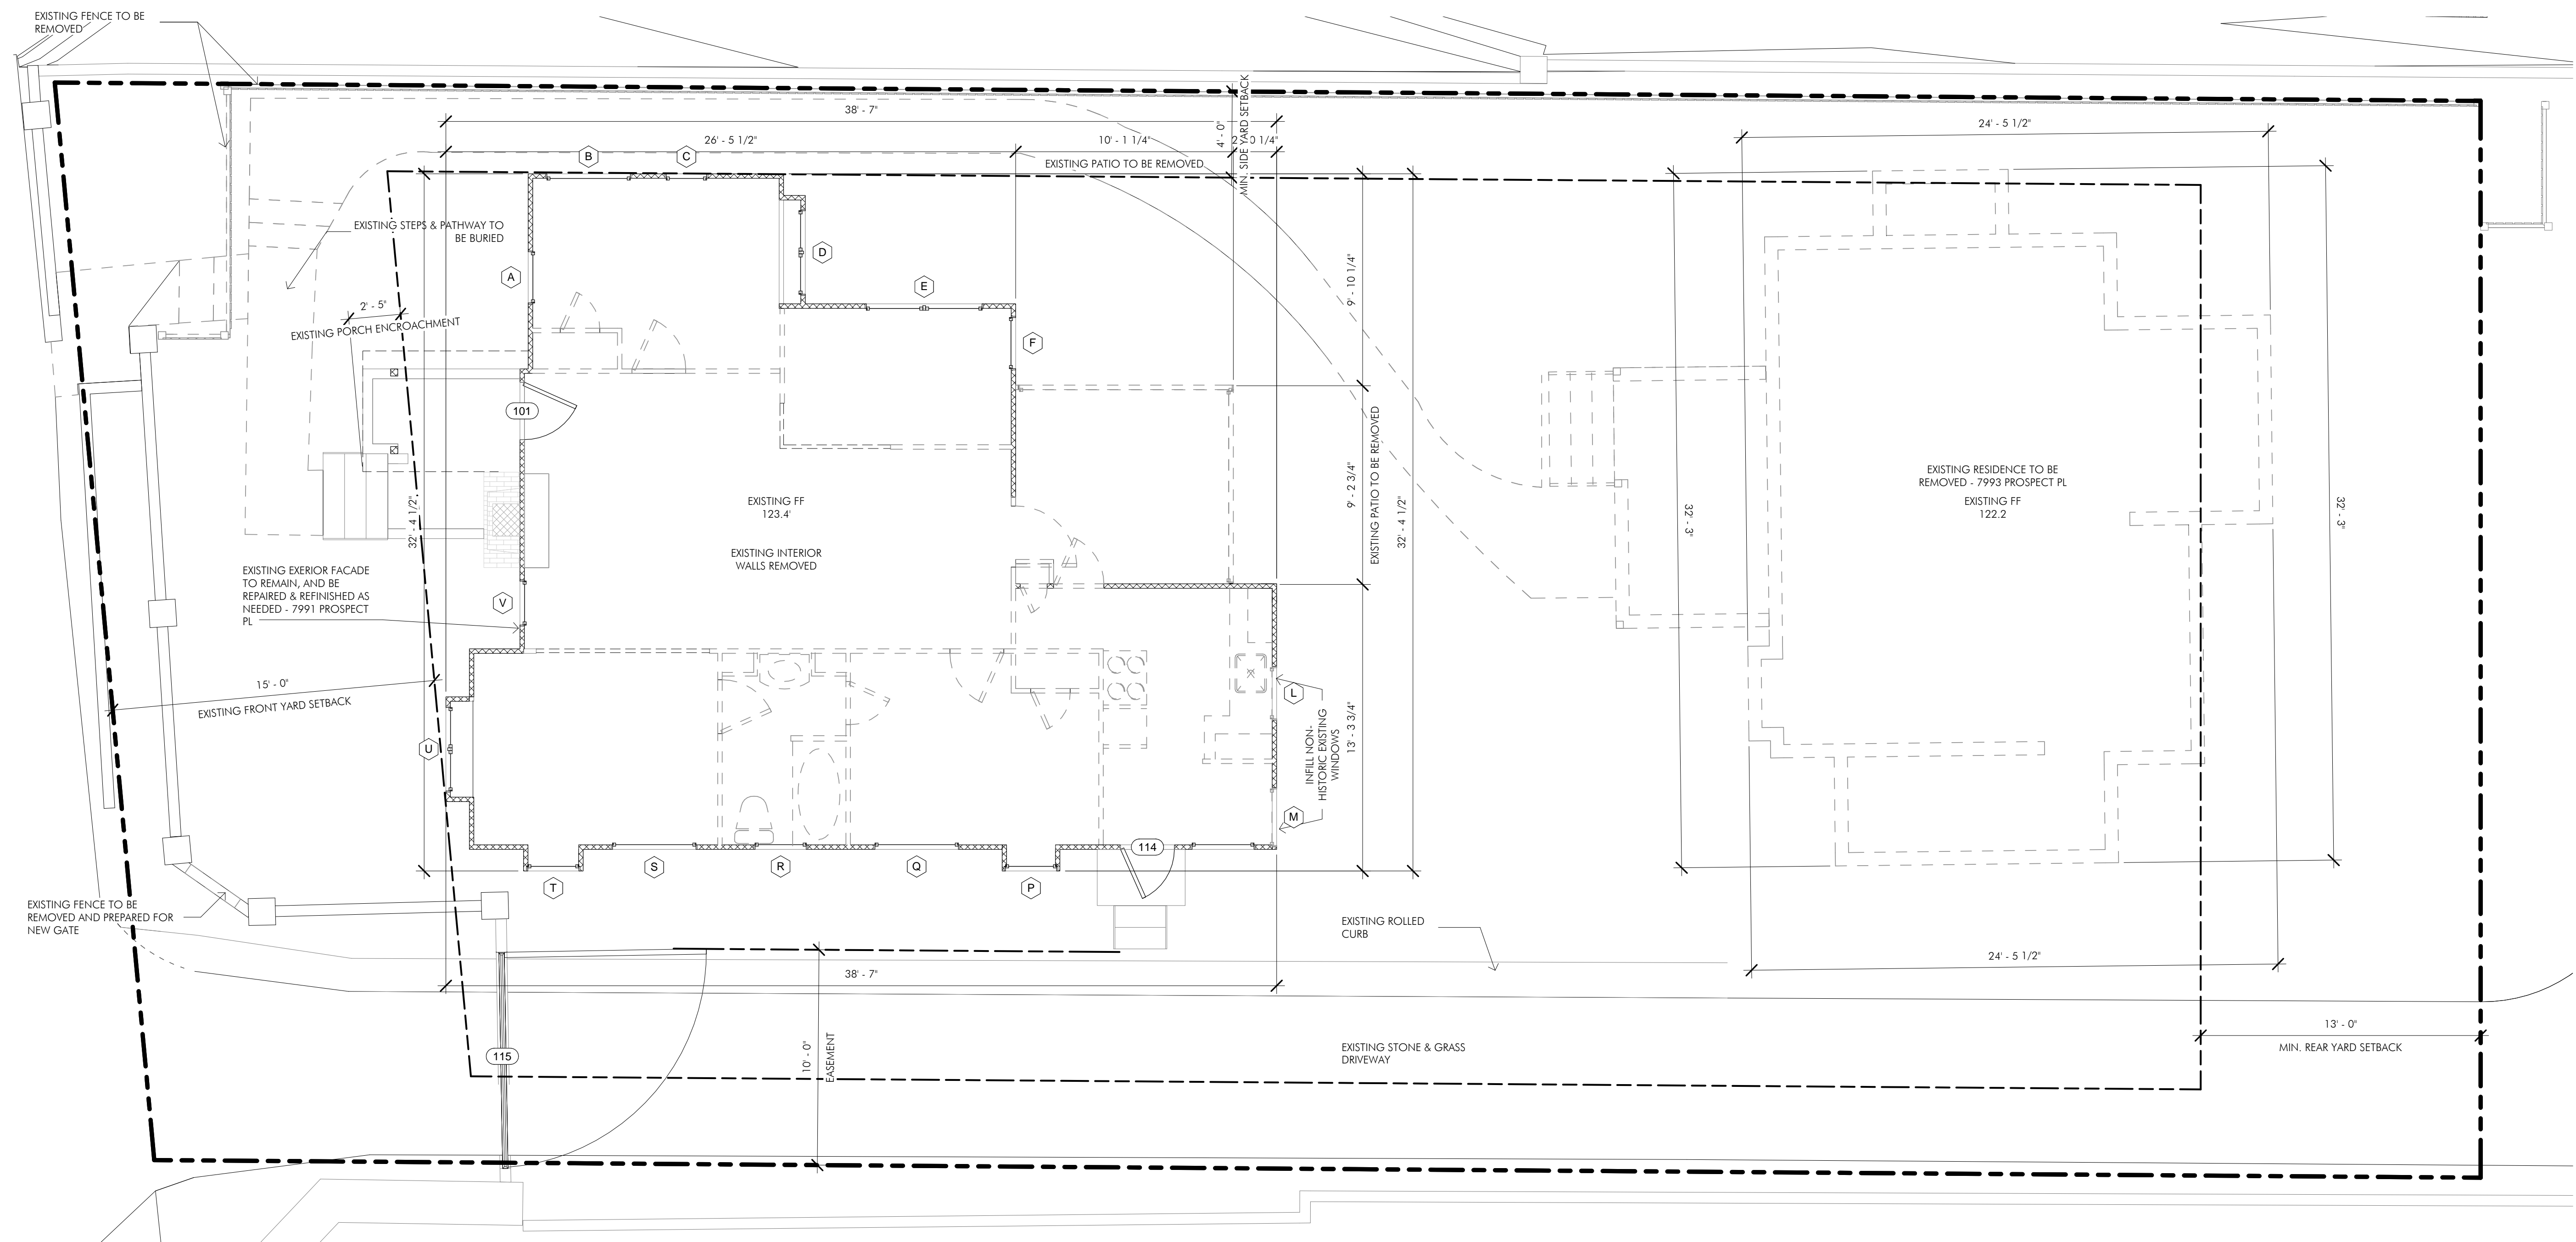 EXISTING FENCE TO BE
REMOVED
38' - 7"
26' - 5 1/2"
10' - 1 1/4"
4' - 0"
MIN. SIDE YARD SETBACK
24' - 5 1/2"
B
C
EXISTING PATIO TO BE REMOVED
EXISTING STEPS & PATHWAY TO
BE BURIED
D
A
E
9' - 10 1/4"
2' - 5"
EXISTING PORCH ENCROACHMENT
F
101
EXISTING PATIO TO BE REMOVED
9' - 2 3/4"
32' - 4 1/2"
32' - 4 1/2"
EXISTING FF
123.4'
EXISTING INTERIOR
WALLS REMOVED
32' - 3"
EXISTING RESIDENCE TO BE
REMOVED - 7993 PROSPECT PL
EXISTING FF
122.2
32' - 3"
EXISTING EXERIOR FACADE
TO REMAIN, AND BE
REPAIRED & REFINISHED AS
NEEDED - 7991 PROSPECT
PL
V
15' - 0"
EXISTING FRONT YARD SETBACK
L
U
INFILL NON-
HISTORIC EXISTING
WINDOWS
13' - 3 3/4"
M
114
T
S
R
Q
P
EXISTING FENCE TO BE
REMOVED AND PREPARED FOR
NEW GATE
EXISTING ROLLED
CURB
38' - 7"
24' - 5 1/2"
115
10' - 0"
EASEMENT
EXISTING STONE & GRASS
DRIVEWAY
13' - 0"
MIN. REAR YARD SETBACK